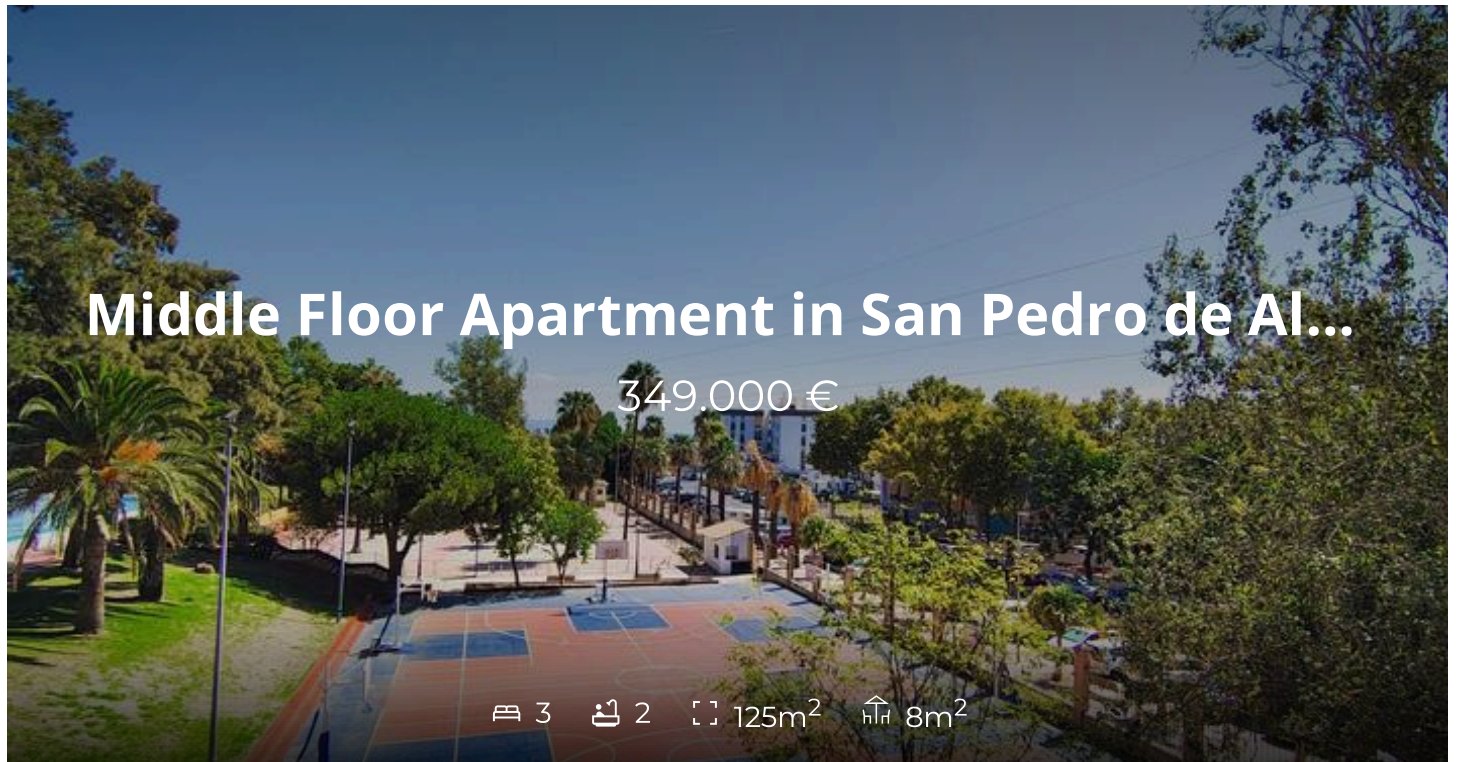 Middle Floor Apartment in San Pedro de Al...
349.000 €
3 2 125m² 8m²